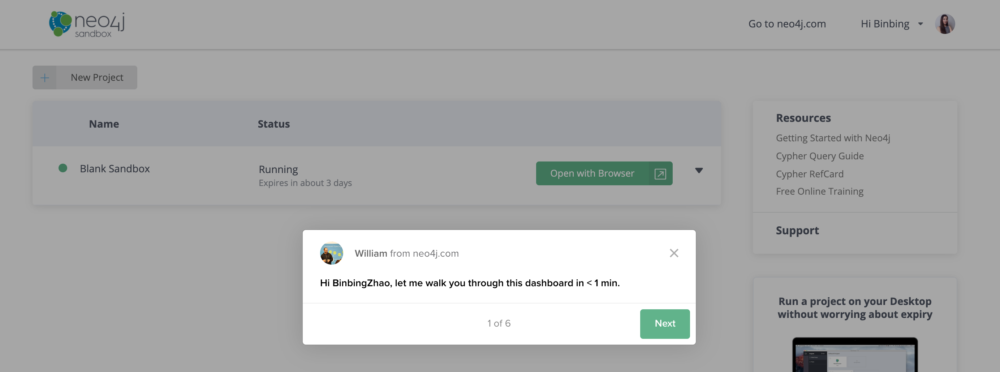 neo4j
sandbox
Go to neo4j.com
Hi Binbing
+ New Project
Name
Status
Blank Sandbox
Running
Expires in about 3 days
Open with Browser
Resources
Getting Started with Neo4j
Cypher Query Guide
Cypher RefCard
Free Online Training
Support
William from neo4j.com
Hi BinbingZhao, let me walk you through this dashboard in < 1 min.
1 of 6
Next
Run a project on your Desktop
without worrying about expiry